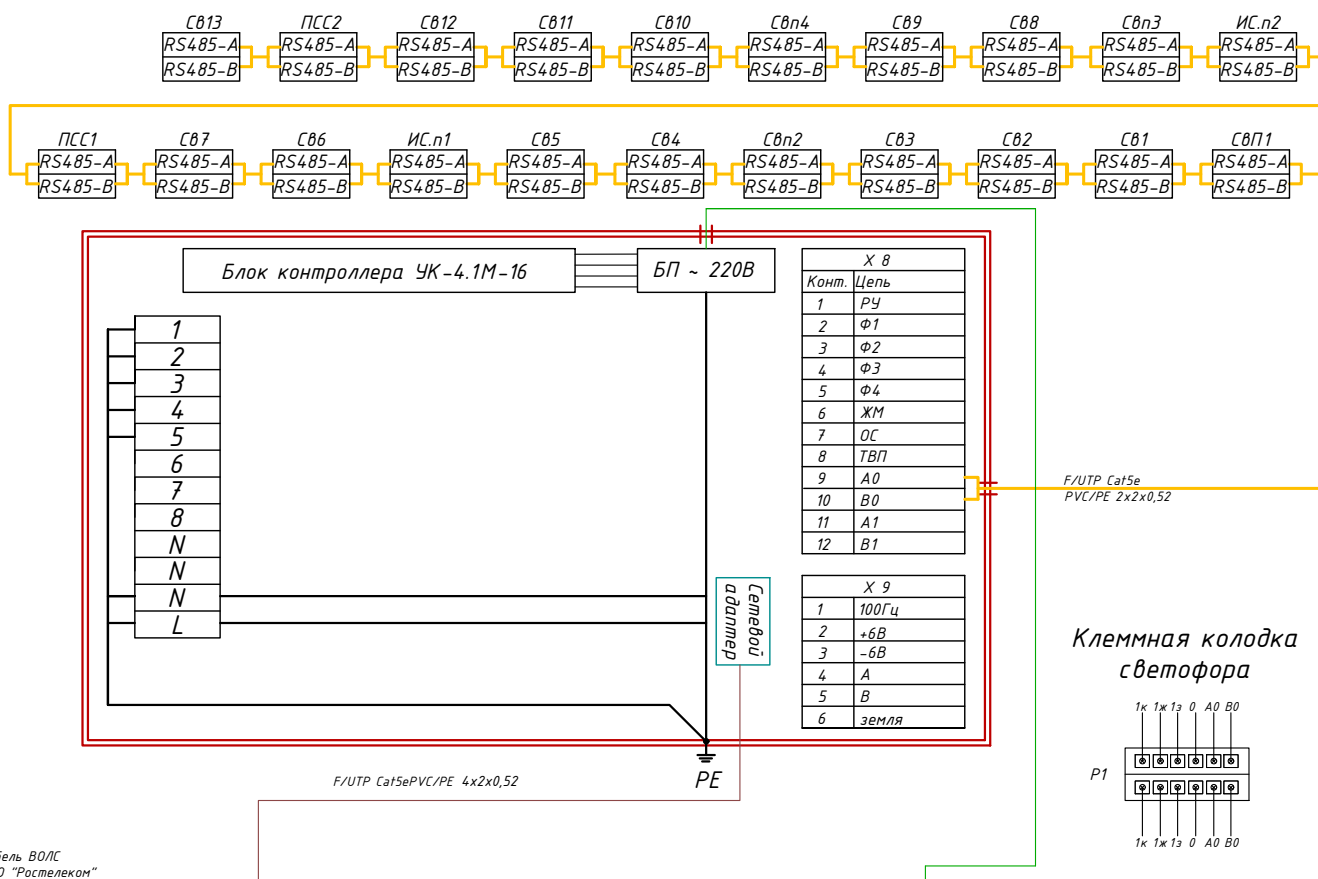 Св13 ПСС2 Св12 Св11 Св10 Свп4 Св9 Св8 Свп3 ИС.п2
RS485-A RS485-A RS485-A RS485-A RS485-A RS485-A RS485-A RS485-A RS485-A RS485-A
RS485-B RS485-B RS485-B RS485-B RS485-B RS485-B RS485-B RS485-B RS485-B RS485-B
ПСС1 Св7 Св6 ИС.п1 Св5 Св4 Свп2 Св3 Св2 Св1 СвП1
RS485-A RS485-A RS485-A RS485-A RS485-A RS485-A RS485-A RS485-A RS485-A RS485-A RS485-A
RS485-B RS485-B RS485-B RS485-B RS485-B RS485-B RS485-B RS485-B RS485-B RS485-B RS485-B
Блок контроллера УК-4.1М-16
БП ~ 220В
1
2
3
4
5
6
7
8
N
N
N
L
X 8
Конт. Цепь
1 РУ
2 Ф1
3 Ф2
4 Ф3
5 Ф4
6 ЖМ
7 ОС
8 ТВП
9 А0
10 В0
11 А1
12 В1
F/UTP Cat5e
PVC/PE 2x2x0,52
Сетевой
адаптер
X 9
1 100Гц
2 +6В
3 -6В
4 А
5 В
6 земля
PE
F/UTP Cat5ePVC/PE 4x2x0,52
Клеммная колодка
светофора
1к 1ж 1з 0 А0 В0
Р1
1к 1ж 1з 0 А0 В0
ВОЛС
"Ростелеком"